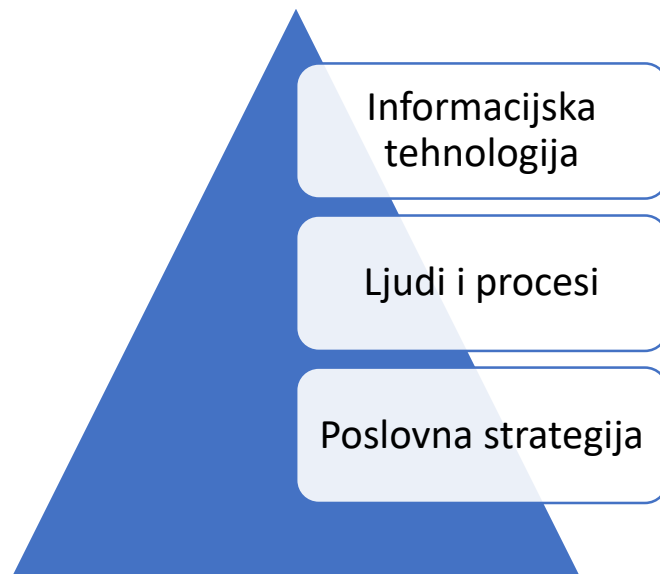 Informacijska
tehnologija
Ljudi i procesi
Poslovna strategija